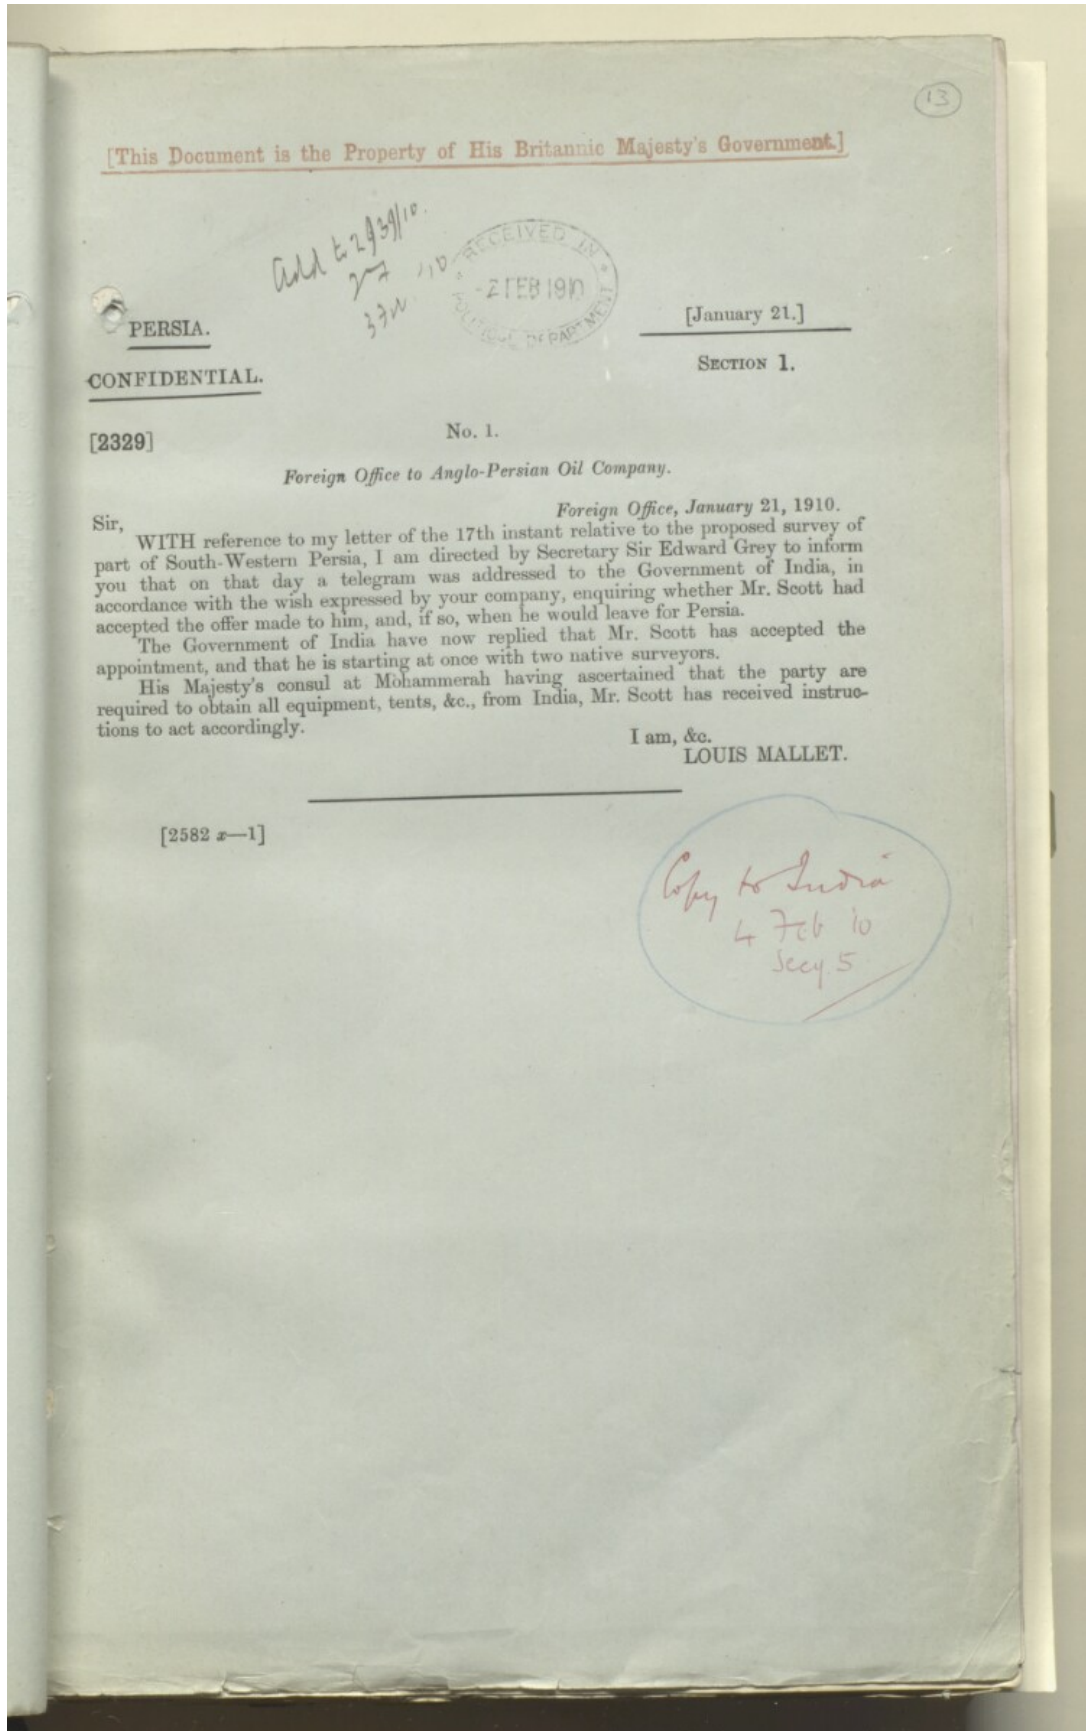 13
[This Document is the Property of His Britannic Majesty's Government.]
Add to 2939/10.
RECEIVED IN
2 FEB 1910
POLITICAL DEPARTMENT
PERSIA.
[January 21.]
CONFIDENTIAL.
SECTION 1.
[2329]
No. 1.
Foreign Office to Anglo-Persian Oil Company.
Foreign Office, January 21, 1910.
Sir,
WITH reference to my letter of the 17th instant relative to the proposed survey of
part of South-Western Persia, I am directed by Secretary Sir Edward Grey to inform
you that on that day a telegram was addressed to the Government of India, in
accordance with the wish expressed by your company, enquiring whether Mr. Scott had
accepted the offer made to him, and, if so, when he would leave for Persia.
The Government of India have now replied that Mr. Scott has accepted the
appointment, and that he is starting at once with two native surveyors.
His Majesty's consul at Mohammerah having ascertained that the party are
required to obtain all equipment, tents, &c., from India, Mr. Scott has received instruc-
tions to act accordingly.
I am, &c.
LOUIS MALLET.
[2582 x—1]
Copy to India
4 Feb 10
Secy 5